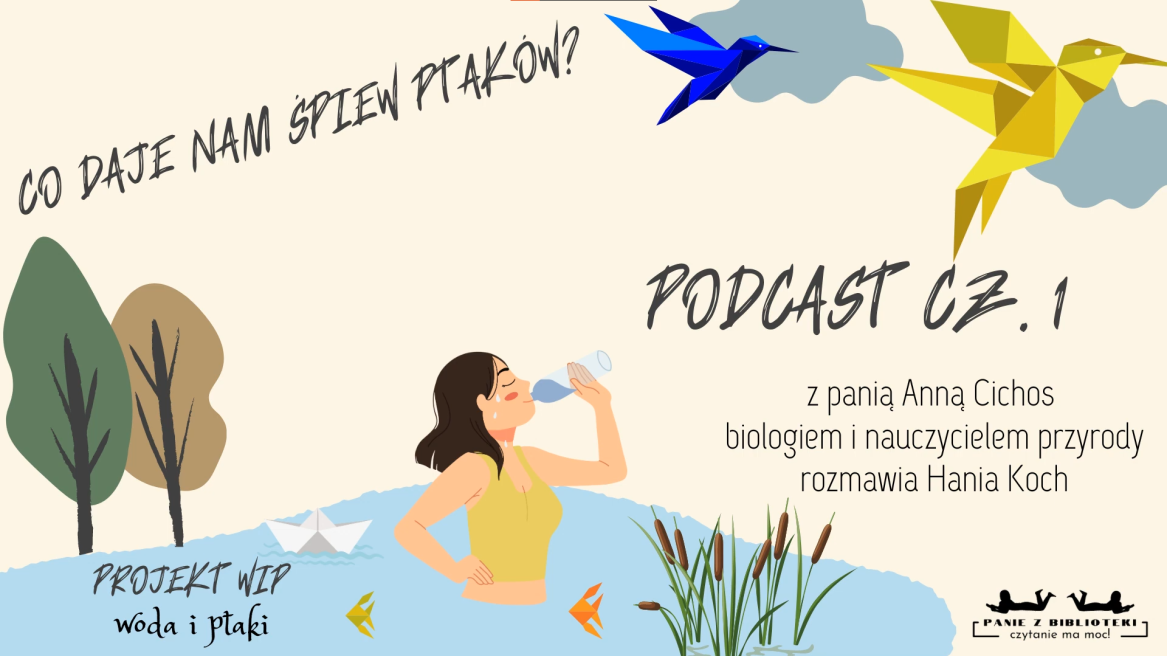 CO DAJE NAM ŚPIEW PTAKÓW?
PODCAST CZ. 1
z panią Anną Cichos
biologiem i nauczycielem przyrody
rozmawia Hania Koch
PROJEKT WIP
woda i ptaki
PANIE Z BIBLIOTEKI
czytanie ma moc!